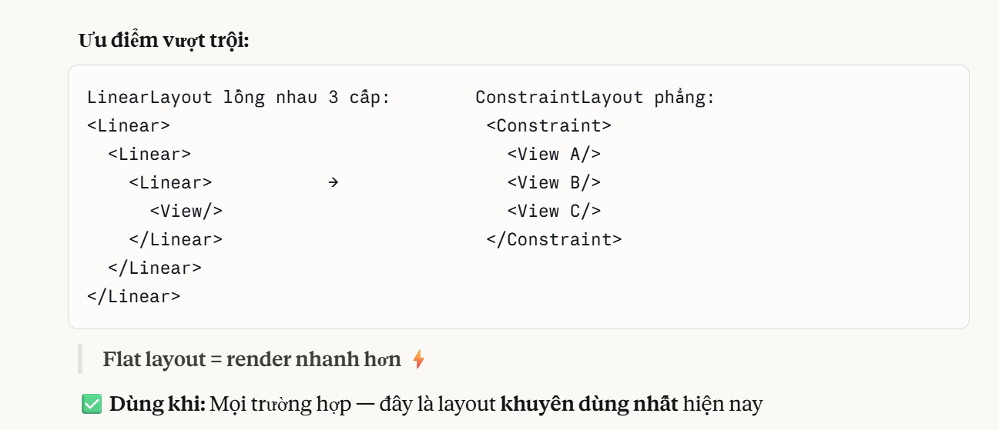 Ưu điểm vượt trội:
LinearLayout lồng nhau 3 cấp:        ConstraintLayout phẳng:
<Linear>                              <Constraint>
  <Linear>                              <View A/>
    <Linear>           →                <View B/>
      <View/>                           <View C/>
    </Linear>                         </Constraint>
  </Linear>
</Linear>
Flat layout = render nhanh hơn ⚡
✅ Dùng khi: Mọi trường hợp — đây là layout khuyên dùng nhất hiện nay